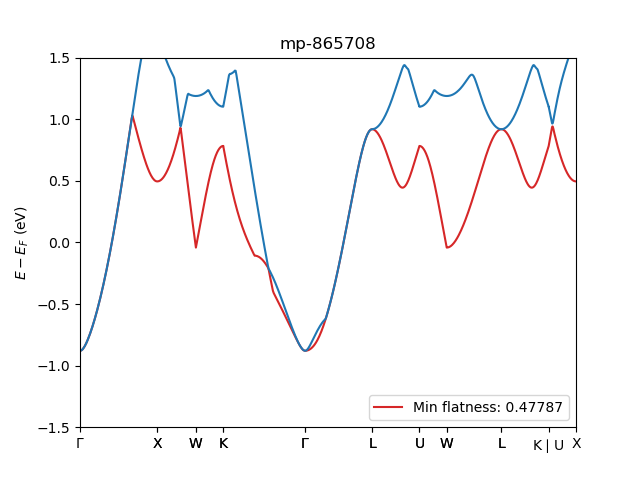 mp-865708
E − E_F (eV)
1.5
1.0
0.5
0.0
−0.5
−1.0
−1.5
Min flatness: 0.47787
Γ X W K Γ L U W L K | U X